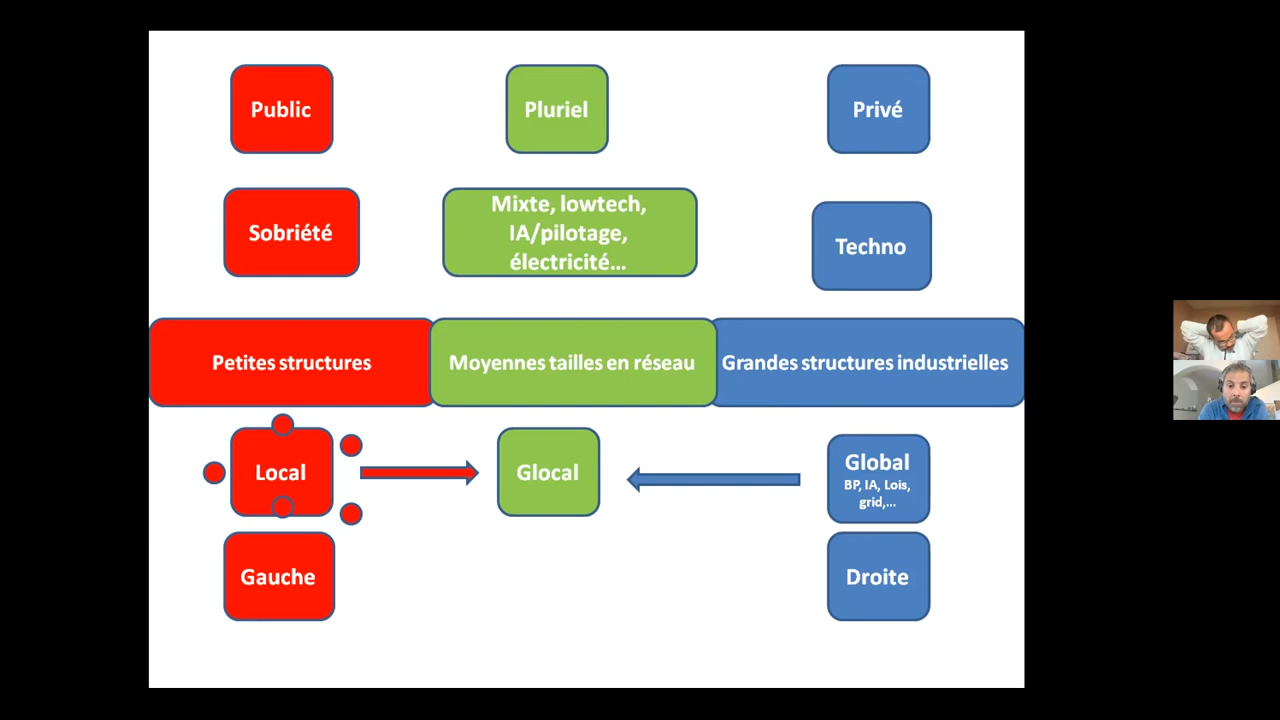 Public
Pluriel
Privé
Sobriété
Mixte, lowtech,
IA/pilotage,
électricité...
Techno
Petites structures
Moyennes tailles en réseau
Grandes structures industrielles
Local
Glocal
Global
BP, IA, Lois,
grid,...
Gauche
Droite